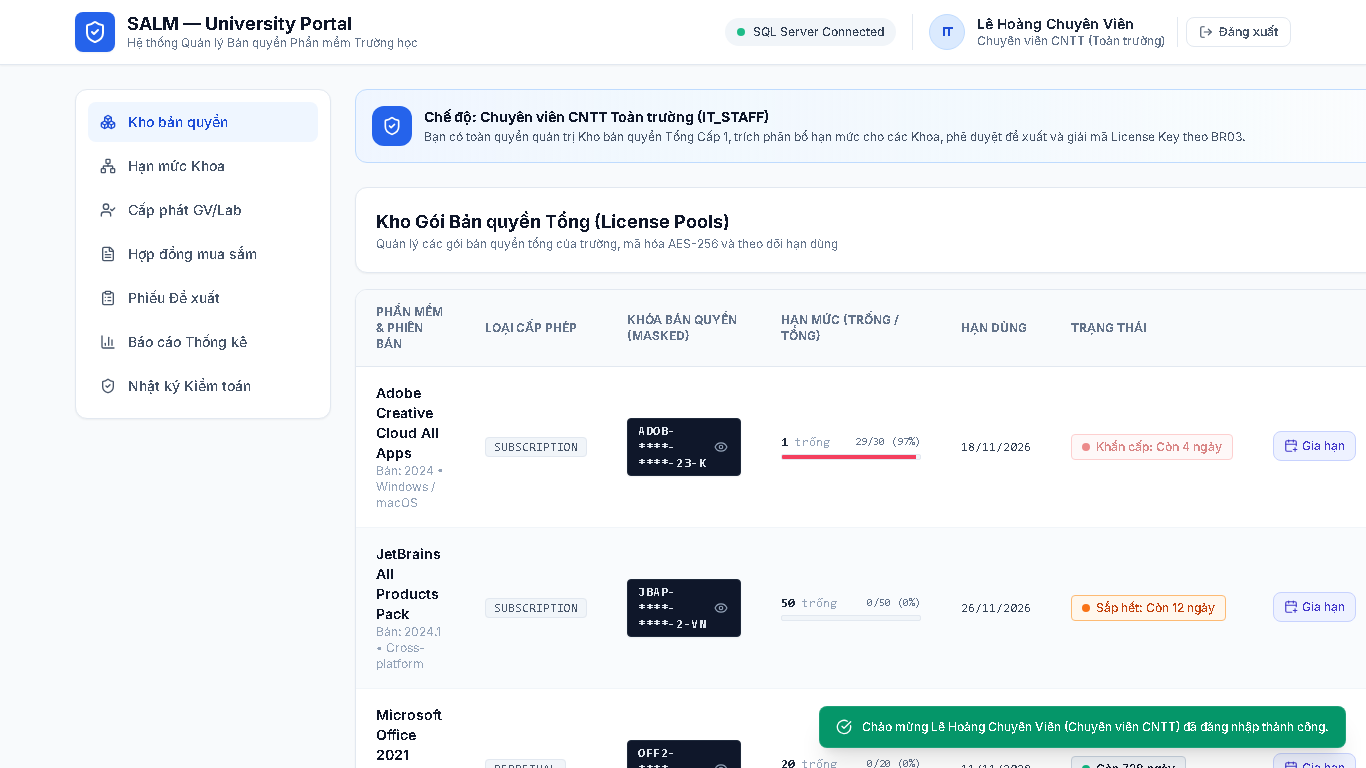 SALM — University Portal
Hệ thống Quản lý Bản quyền Phần mềm Trường học
SQL Server Connected
IT
Lê Hoàng Chuyên Viên
Chuyên viên CNTT (Toàn trường)
Đăng xuất
Kho bản quyền
Hạn mức Khoa
Cấp phát GV/Lab
Hợp đồng mua sắm
Phiếu Đề xuất
Báo cáo Thống kê
Nhật ký Kiểm toán
Chế độ: Chuyên viên CNTT Toàn trường (IT_STAFF)
Bạn có toàn quyền quản trị Kho bản quyền Tổng Cấp 1, trích phân bổ hạn mức cho các Khoa, phê duyệt đề xuất và giải mã License Key theo BR03.
Kho Gói Bản quyền Tổng (License Pools)
Quản lý các gói bản quyền tổng của trường, mã hóa AES-256 và theo dõi hạn dùng
PHẦN MỀM
& PHIÊN
BẢN
LOẠI CẤP PHÉP
KHÓA BẢN QUYỀN
(MASKED)
HẠN MỨC (TRỐNG /
TỔNG)
HẠN DÙNG
TRẠNG THÁI
Adobe
Creative
Cloud All
Apps
Bản: 2024 •
Windows /
macOS
SUBSCRIPTION
ADOB-
****-
****-23-K
1 trống
29/30 (97%)
18/11/2026
Khẩn cấp: Còn 4 ngày
Gia hạn
JetBrains
All
Products
Pack
Bản: 2024.1
• Cross-
platform
SUBSCRIPTION
JBAP-
****-
****-2-VN
50 trống
0/50 (0%)
26/11/2026
Sắp hết: Còn 12 ngày
Gia hạn
Microsoft
Office
2021
PERPETUAL
OFF2-
****-
20 trống
0/20 (0%)
11/11/2028
Còn 728 ngày
Gia hạn
Chào mừng Lê Hoàng Chuyên Viên (Chuyên viên CNTT) đã đăng nhập thành công.